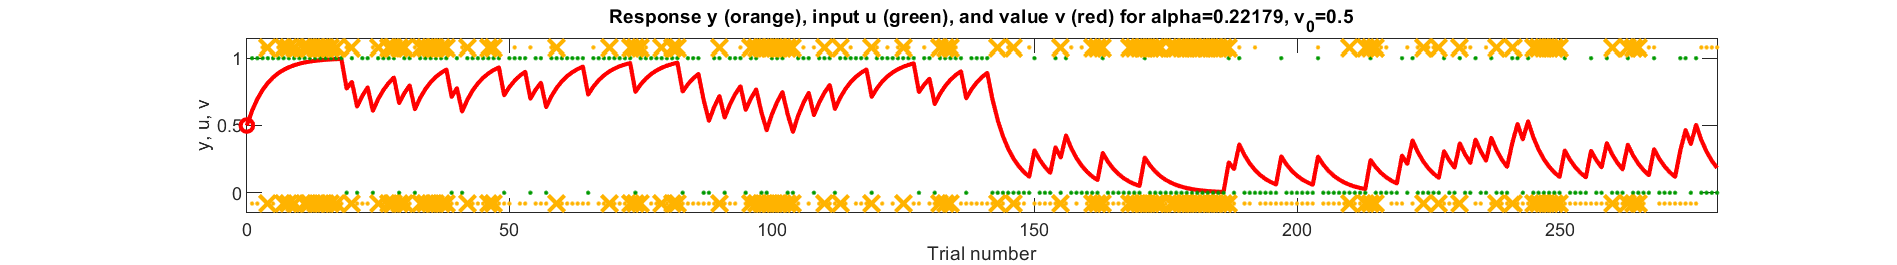 Response y (orange), input u (green), and value v (red) for alpha=0.22179, v0=0.5
y, u, v
1
0.5
0
0 50 100 150 200 250
Trial number